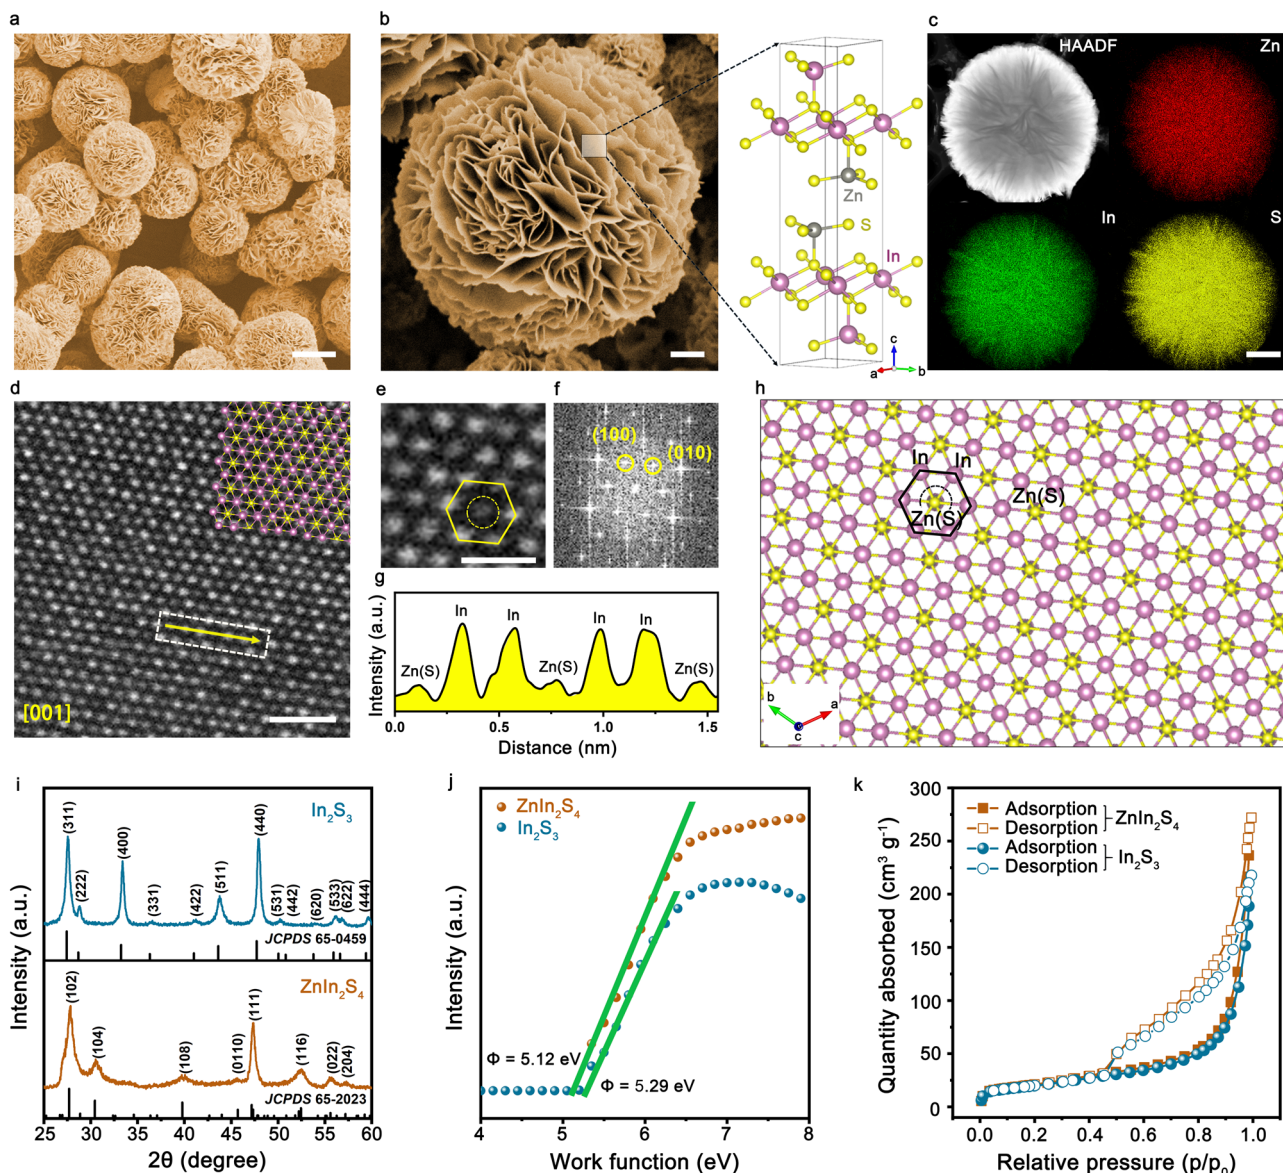 a
b
c
HAADF
Zn
In
S
Zn
S
In
c
a
b
d
[001]
e
f
(100)
(010)
g
Intensity (a.u.)
Zn(S)
In
In
Zn(S)
In
In
Zn(S)
0.0
0.5
1.0
1.5
Distance (nm)
h
In
In
Zn(S)
Zn(S)
b
a
c
i
Intensity (a.u.)
In₂S₃
(311)
(222)
(400)
(331)
(422)
(511)
(440)
(531)
(442)
(620)
(533)
(622)
(444)
JCPDS 65-0459
ZnIn₂S₄
(102)
(104)
(108)
(0110)
(111)
(116)
(022)
(204)
JCPDS 65-2023
25 30 35 40 45 50 55 60
2θ (degree)
j
Intensity (a.u.)
ZnIn₂S₄
In₂S₃
Φ = 5.12 eV
Φ = 5.29 eV
4 5 6 7 8
Work function (eV)
k
Quantity absorbed (cm³ g⁻¹)
300
250
200
150
100
50
0
Adsorption
Desorption
ZnIn₂S₄
Adsorption
Desorption
In₂S₃
0.0 0.2 0.4 0.6 0.8 1.0
Relative pressure (p/p₀)